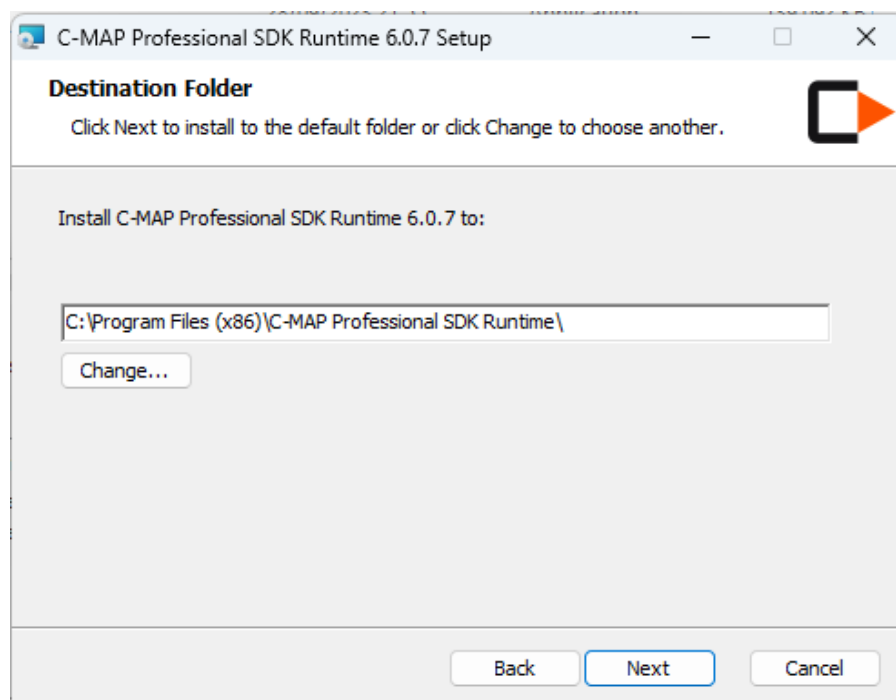 C-MAP Professional SDK Runtime 6.0.7 Setup
Destination Folder
Click Next to install to the default folder or click Change to choose another.
Install C-MAP Professional SDK Runtime 6.0.7 to:
C:\Program Files (x86)\C-MAP Professional SDK Runtime\
Change...
Back Next Cancel